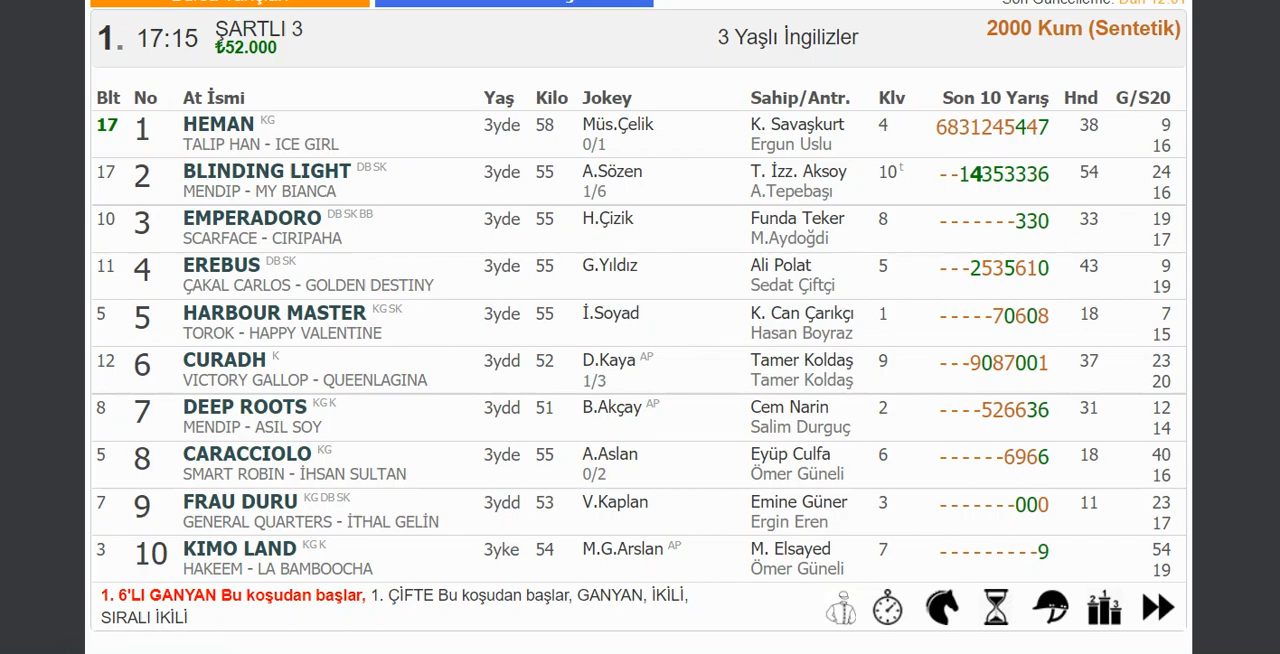 Son Güncelleme:
1. 17:15 ŞARTLI 3 3 Yaşlı İngilizler 2000 Kum (Sentetik)
₺52.000
Blt No At İsmi Yaş Kilo Jokey Sahip/Antr. Klv Son 10 Yarış Hnd G/S20
17 1 HEMAN KG 3yde 58 Müs.Çelik K. Savaşkurt 4 6831245447 38 9
TALIP HAN - ICE GIRL 0/1 Ergun Uslu 16
17 2 BLINDING LIGHT DB SK 3yde 55 A.Sözen T. İzz. Aksoy 10 t --14353336 54 24
MENDIP - MY BIANCA 1/6 A.Tepebaşı 16
10 3 EMPERADORO DB SK BB 3yde 55 H.Çizik Funda Teker 8 -------330 33 19
SCARFACE - CIRIPAHA M.Aydoğdi 17
11 4 EREBUS DB SK 3yde 55 G.Yıldız Ali Polat 5 ---2535610 43 9
ÇAKAL CARLOS - GOLDEN DESTINY Sedat Çiftçi 19
5 5 HARBOUR MASTER KG SK 3yde 55 İ.Soyad K. Can Çarıkçı 1 -----70608 18 7
TOROK - HAPPY VALENTINE Hasan Boyraz 15
12 6 CURADH K 3ydd 52 D.Kaya AP Tamer Koldaş 9 ---9087001 37 23
VICTORY GALLOP - QUEENLAGINA 1/3 Tamer Koldaş 20
8 7 DEEP ROOTS KG K 3ydd 51 B.Akçay AP Cem Narin 2 ----526636 31 12
MENDIP - ASIL SOY Salim Durguç 14
5 8 CARACCIOLO KG 3yde 55 A.Aslan Eyüp Culfa 6 ------6966 18 40
SMART ROBIN - İHSAN SULTAN 0/2 Ömer Güneli 16
7 9 FRAU DURU KG DB SK 3ydd 53 V.Kaplan Emine Güner 3 -------000 11 23
GENERAL QUARTERS - İTHAL GELİN Ergin Eren 17
3 10 KIMO LAND KG K 3yke 54 M.G.Arslan AP M. Elsayed 7 ---------9 54
HAKEEM - LA BAMBOOCHA Ömer Güneli 19
1. 6'LI GANYAN Bu koşudan başlar, 1. ÇİFTE Bu koşudan başlar, GANYAN, İKİLİ,
SIRALI İKİLİ
2 1 3